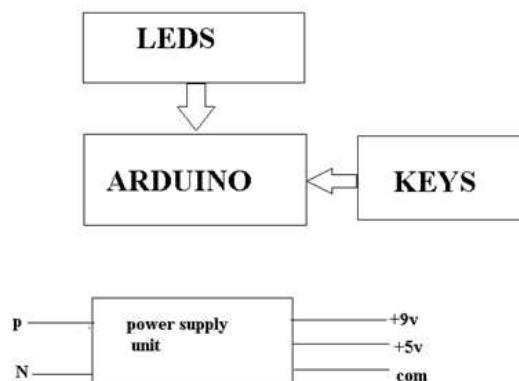 LEDS
ARDUINO
KEYS
p
power supply
unit
+9v
+5v
N
com